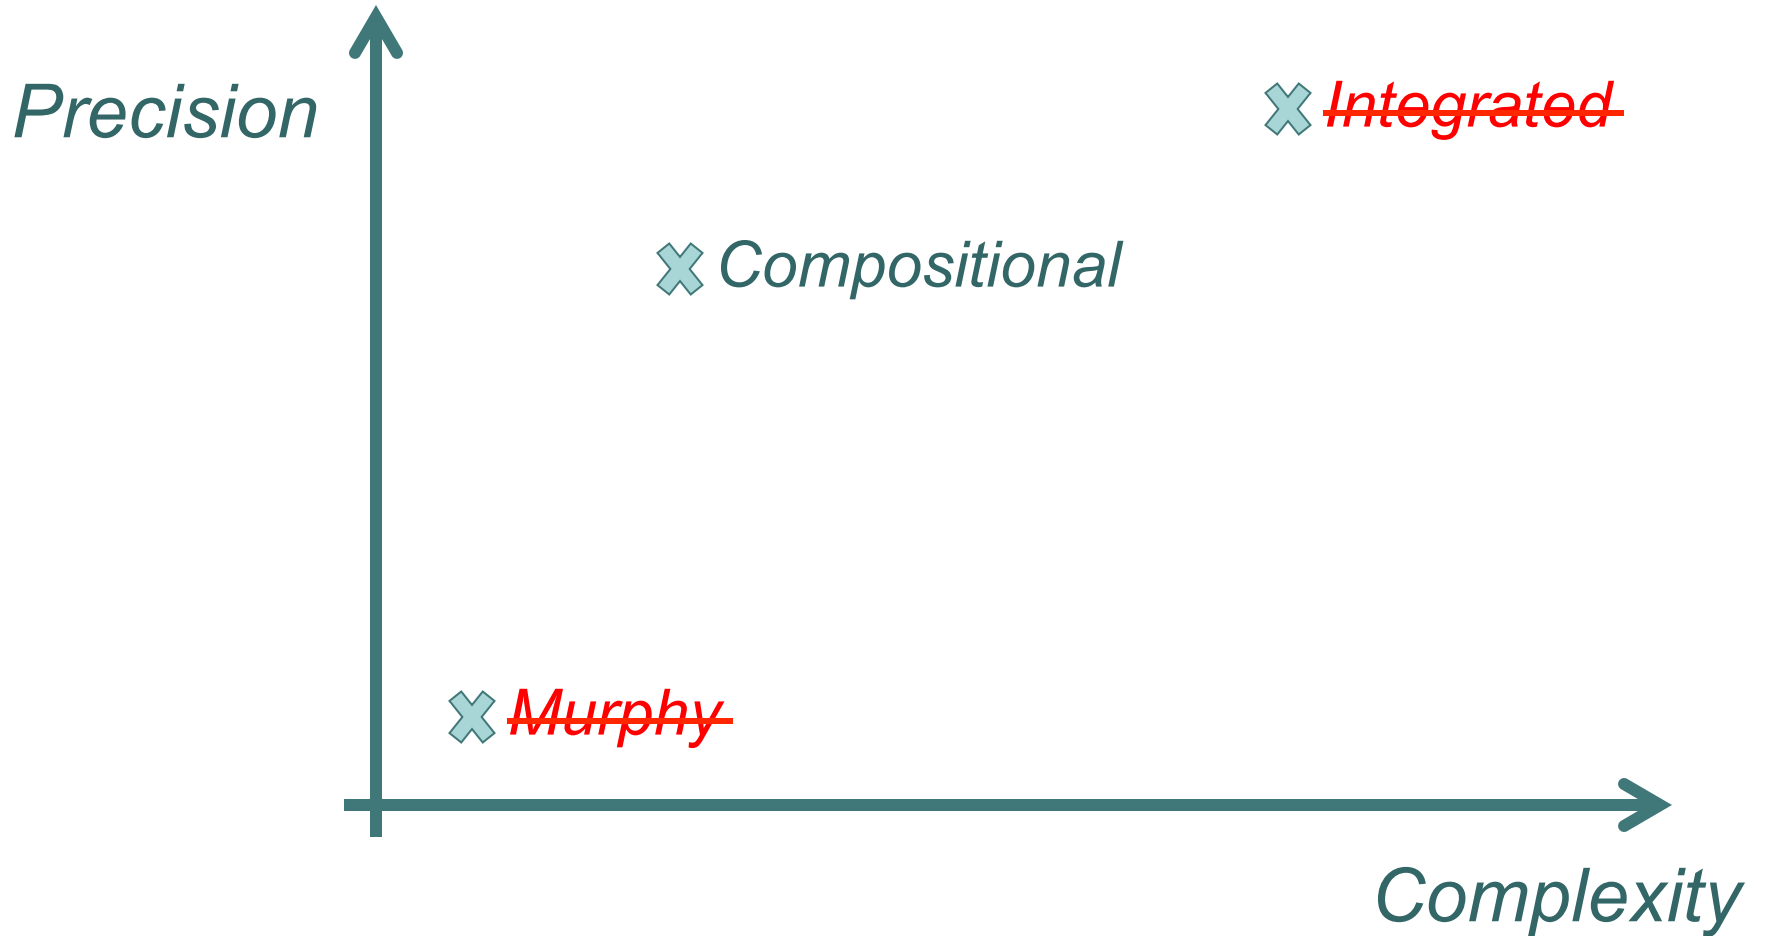 Precision
Integrated
Compositional
Murphy
Complexity